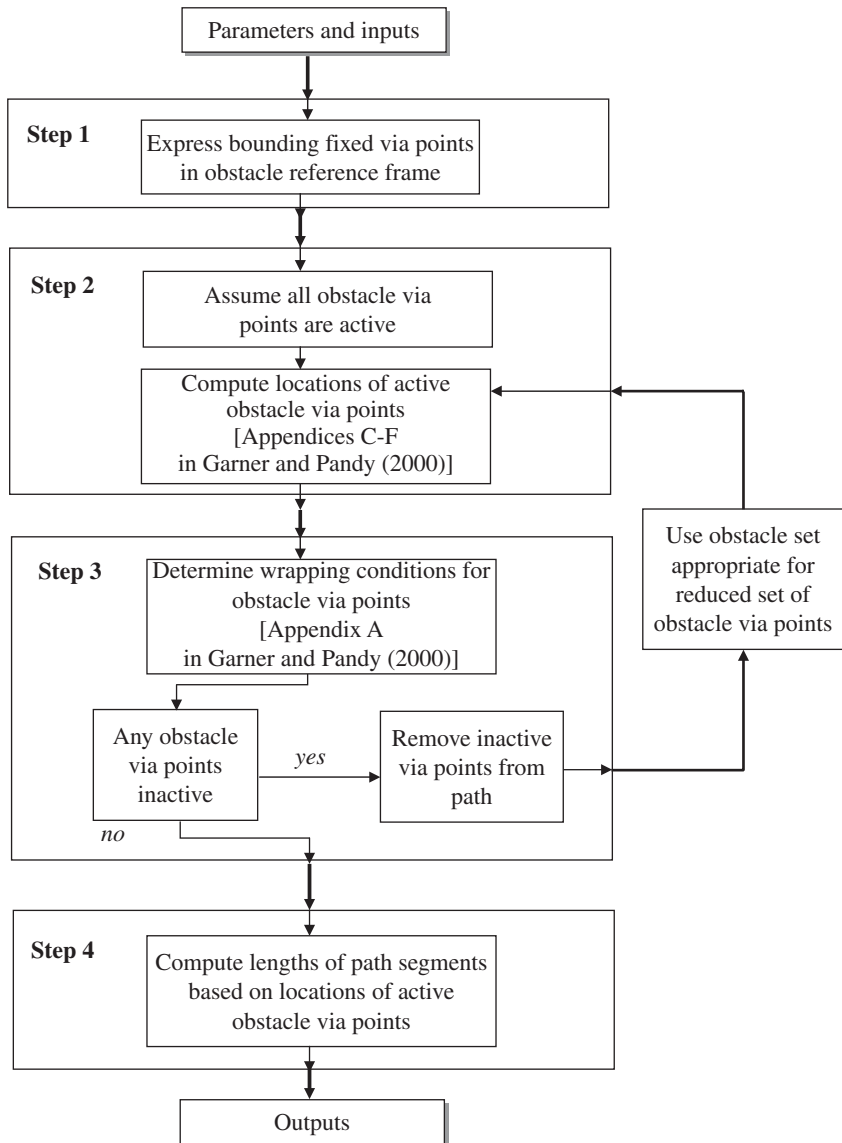 Parameters and inputs
Step 1
Express bounding fixed via points
in obstacle reference frame
Step 2
Assume all obstacle via
points are active
Compute locations of active
obstacle via points
[Appendices C-F
in Garner and Pandy (2000)]
Use obstacle set
appropriate for
reduced set of
obstacle via points
Step 3
Determine wrapping conditions for
obstacle via points
[Appendix A
in Garner and Pandy (2000)]
Any obstacle
via points
inactive
yes
Remove inactive
via points from
path
no
Step 4
Compute lengths of path segments
based on locations of active
obstacle via points
Outputs